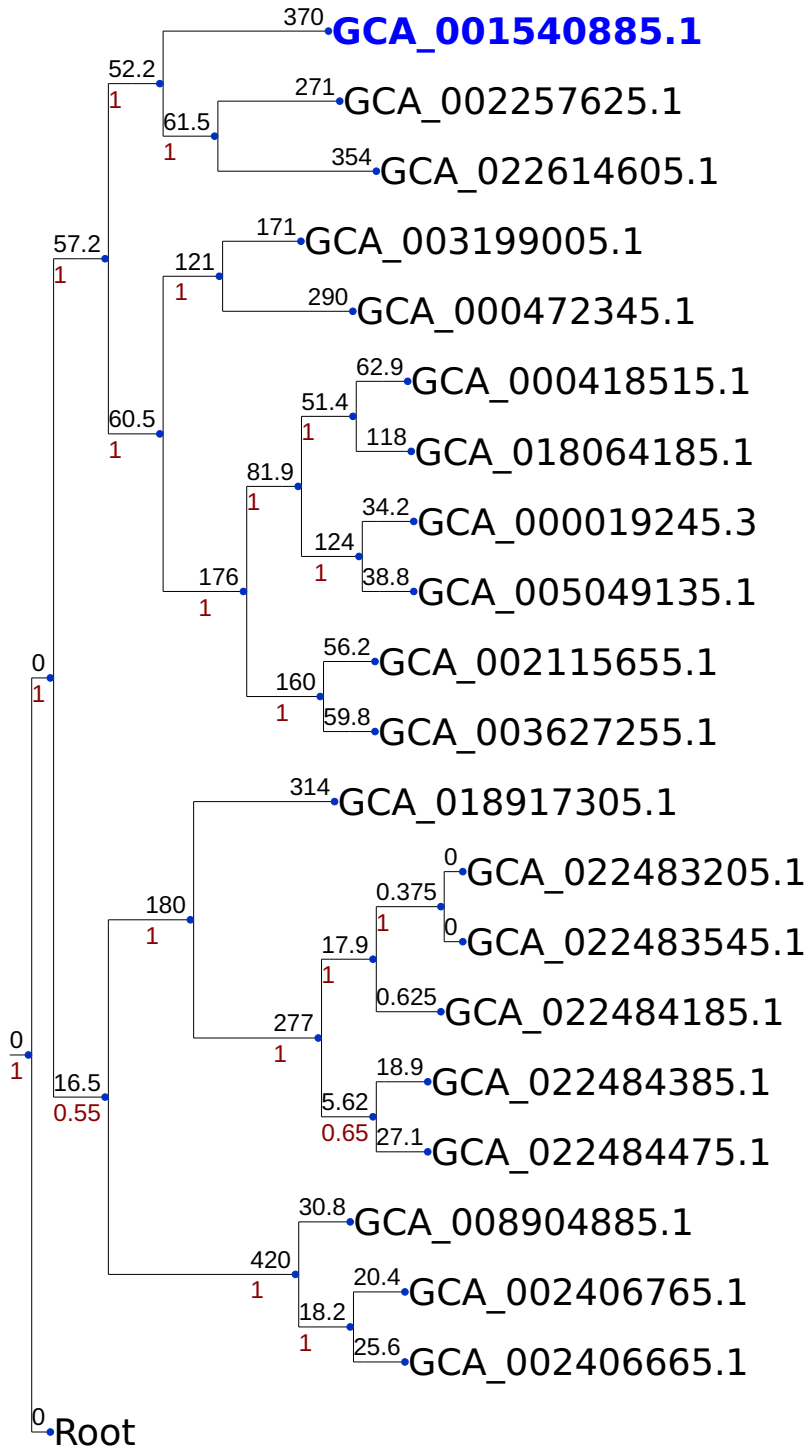 370 GCA_001540885.1
52.2
1
271 GCA_002257625.1
61.5
1
354 GCA_022614605.1
171 GCA_003199005.1
57.2
1
121
1
290 GCA_000472345.1
62.9 GCA_000418515.1
51.4
1
60.5
1
118 GCA_018064185.1
81.9
1
34.2 GCA_000019245.3
124
1
38.8 GCA_005049135.1
176
1
56.2 GCA_002115655.1
0
1
160
1
59.8 GCA_003627255.1
314 GCA_018917305.1
0 GCA_022483205.1
0.375
1
180
1
0 GCA_022483545.1
17.9
1
0.625 GCA_022484185.1
277
1
0
1
18.9 GCA_022484385.1
16.5
0.55
5.62
0.65
27.1 GCA_022484475.1
30.8 GCA_008904885.1
420
1
20.4 GCA_002406765.1
18.2
1
25.6 GCA_002406665.1
0 Root